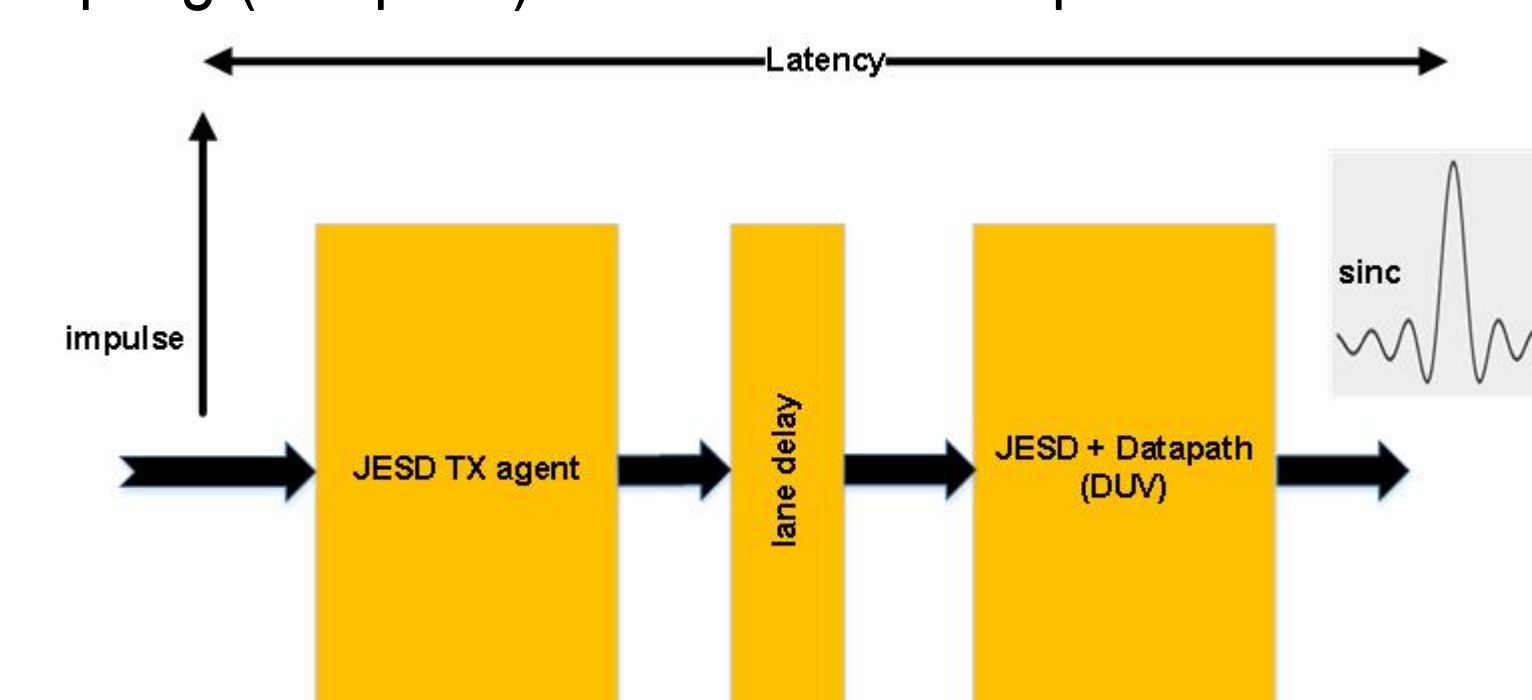 Latency
sinc
impulse
JESD TX agent
lane delay
JESD + Datapath
(DUV)